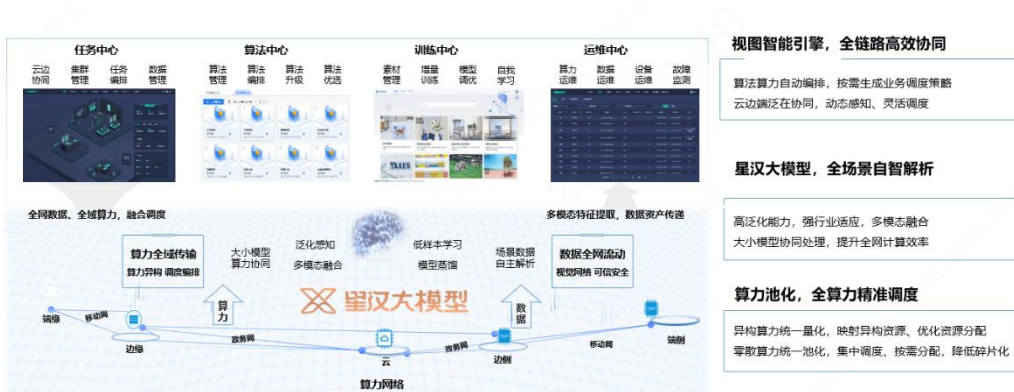 任务中心
云边协同
集群管理
任务编排
数据管理
算法中心
算法管理
算法编排
算法升级
算法优选
训练中心
素材管理
增量训练
模型调优
自我学习
运维中心
算力运维
数据运维
设备运维
故障监测
TAXES
全网数据、全域算力，融合调度
多模态特征提取，数据资产传递
算力全域传输
算力异构 调度编排
大小模型
算力协同
泛化感知
多模态融合
低样本学习
模型蒸馏
场景数据
自主解析
数据全网流动
视觉网络 可信安全
星汉大模型
算力
数据
端缘
移动网
边缘
政务网
云
政务网
边侧
移动网
端侧
算力网络
视图智能引擎，全链路高效协同
算法算力自动编排，按需生成业务调度策略
云边端泛在协同，动态感知、灵活调度
星汉大模型，全场景自智解析
高泛化能力，强行业适应，多模态融合
大小模型协同处理，提升全网计算效率
算力池化，全算力精准调度
异构算力统一量化，映射异构资源、优化资源分配
零散算力统一池化，集中调度、按需分配，降低碎片化